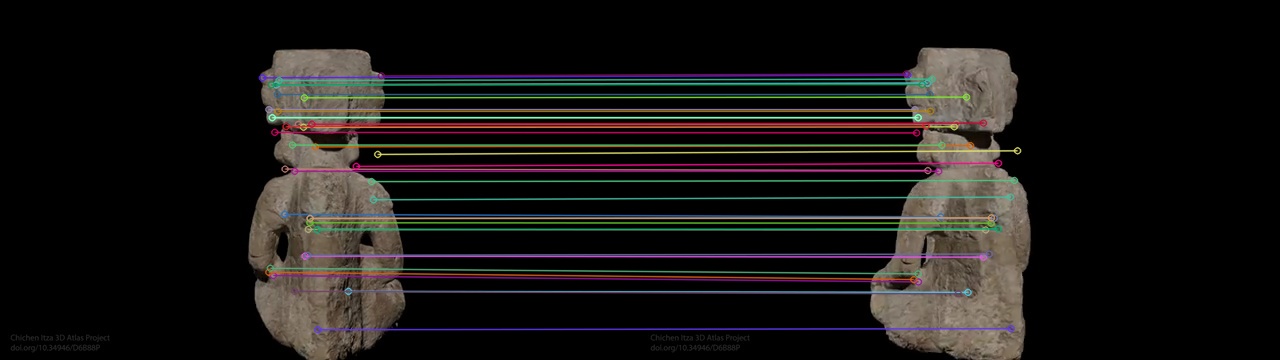 Chichen Itza 3D Atlas Project
doi.org/10.34946/D6B88P
Chichen Itza 3D Atlas Project
doi.org/10.34946/D6B88P